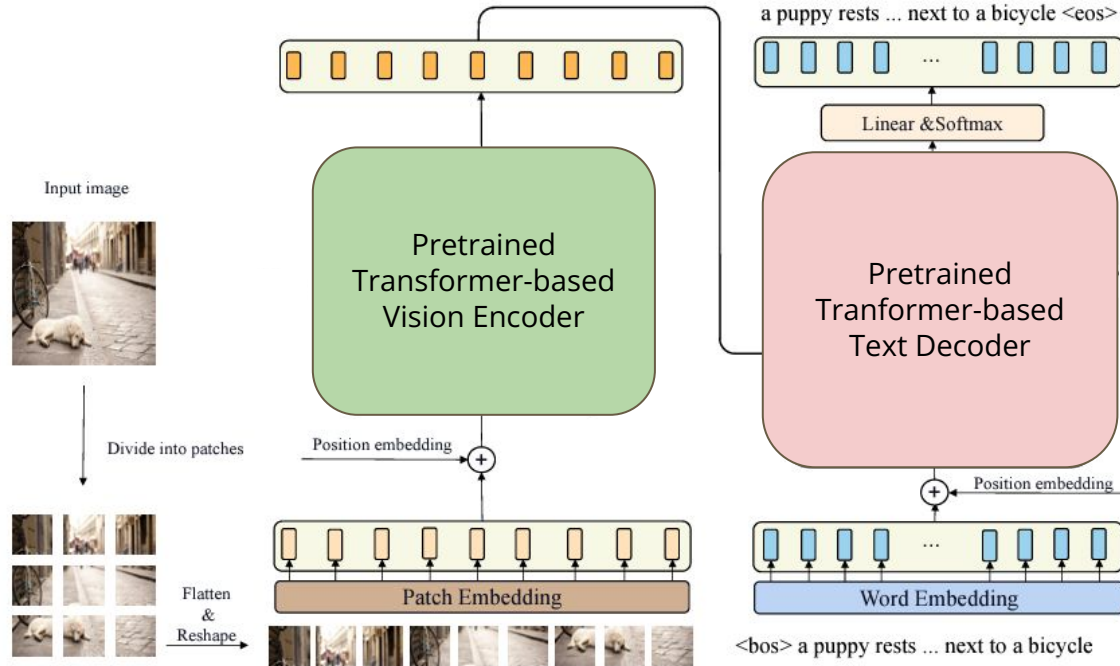 a puppy rests ... next to a bicycle <eos>
...
Linear &Softmax
Input image
Pretrained
Transformer-based
Vision Encoder
Pretrained
Tranformer-based
Text Decoder
Divide into patches
Position embedding
+
Position embedding
+
...
Flatten
&
Reshape
Patch Embedding
Word Embedding
<bos> a puppy rests ... next to a bicycle